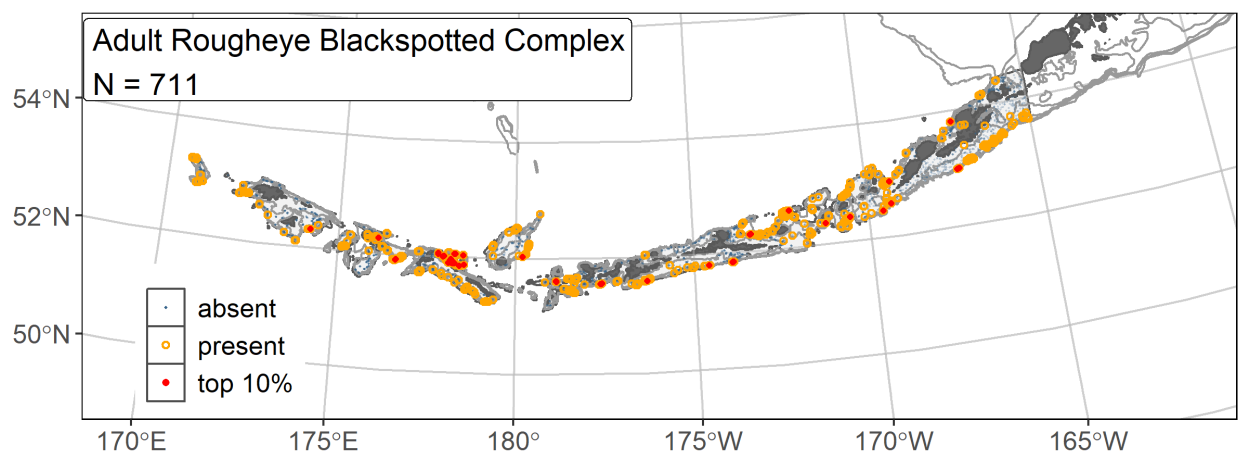 Adult Rougheye Blackspotted Complex
N = 711
54°N
52°N
50°N
absent
present
top 10%
170°E
175°E
180°
175°W
170°W
165°W